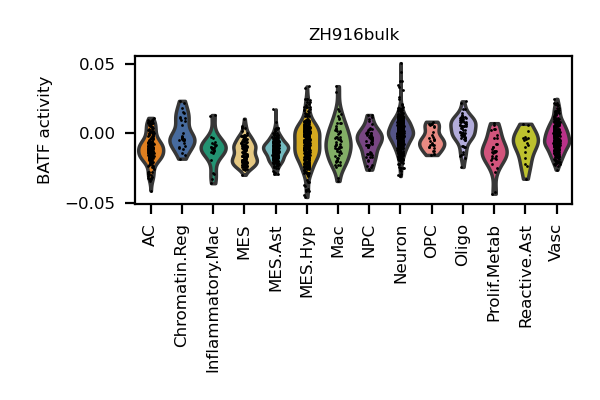 ZH916bulk
BATF activity
0.05
0.00
−0.05
AC
Chromatin.Reg
Inflammatory.Mac
MES
MES.Ast
MES.Hyp
Mac
NPC
Neuron
OPC
Oligo
Prolif.Metab
Reactive.Ast
Vasc